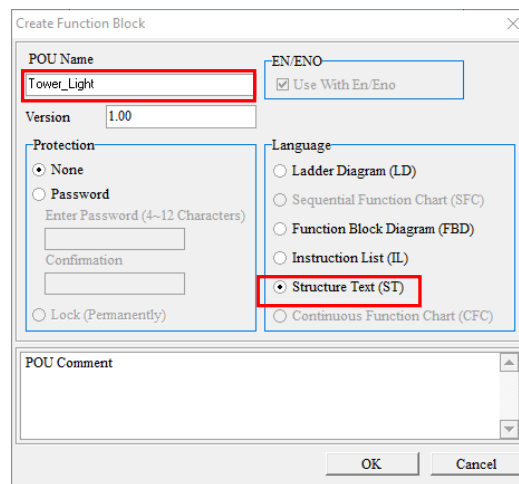 Create Function Block
POU Name
Tower_Light
Version 1.00
EN/ENO
Use With En/Eno
Protection
None
Password
Enter Password (4~12 Characters)
Confirmation
Lock (Permanently)
Language
Ladder Diagram (LD)
Sequential Function Chart (SFC)
Function Block Diagram (FBD)
Instruction List (IL)
Structure Text (ST)
Continuous Function Chart (CFC)
POU Comment
OK Cancel